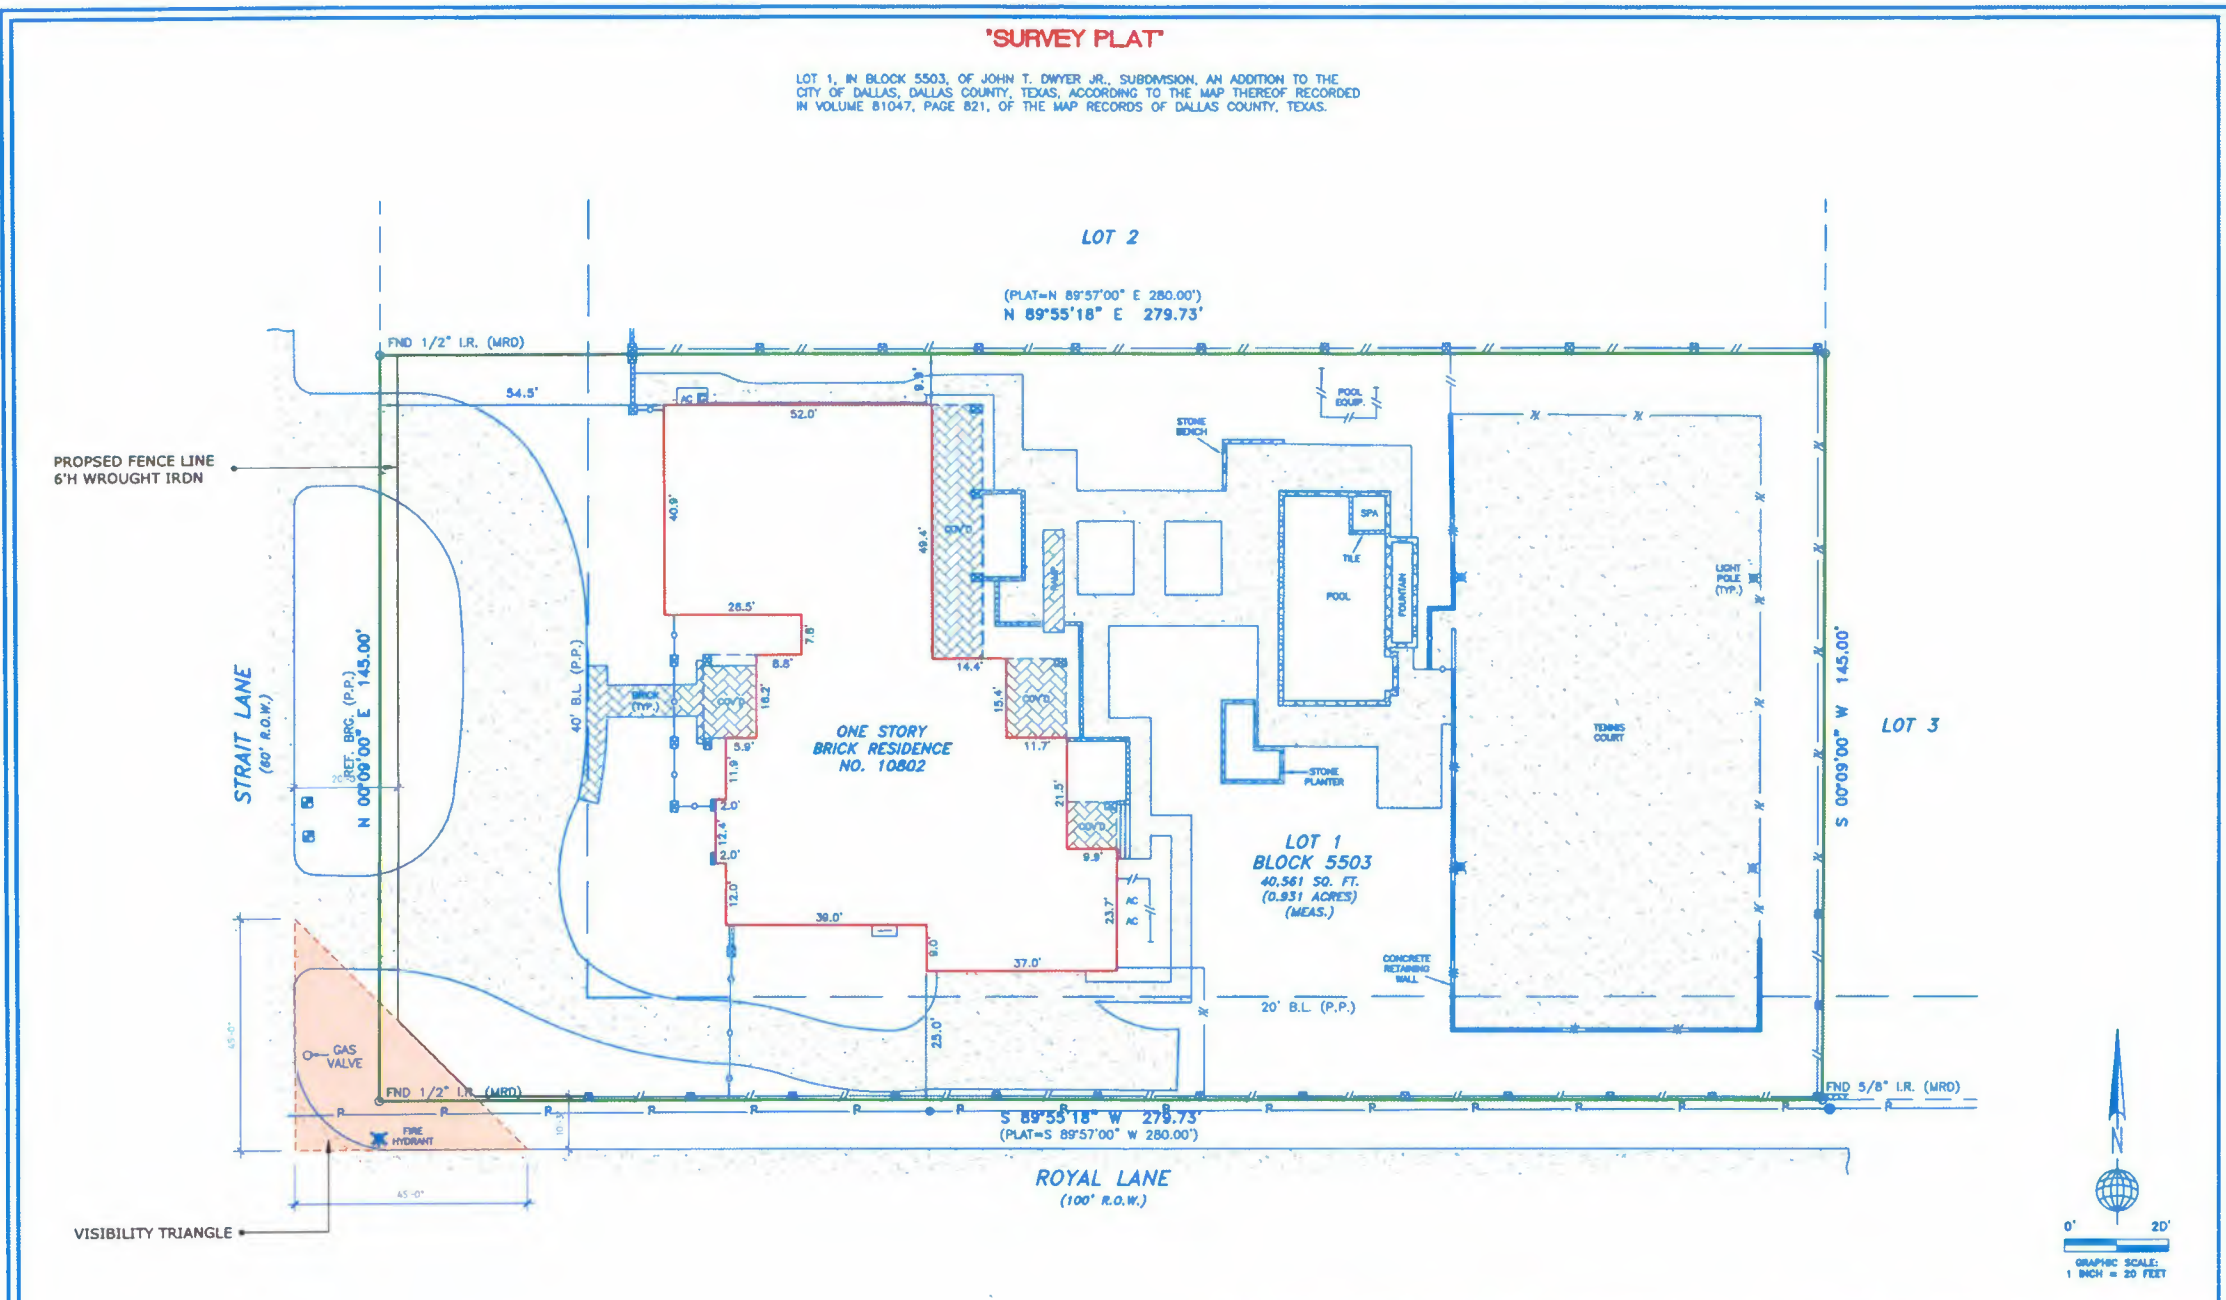 "SURVEY PLAT"
LOT 1, IN BLOCK 5503, OF JOHN T. DWYER JR., SUBDIVISION, AN ADDITION TO THE
CITY OF DALLAS, DALLAS COUNTY, TEXAS, ACCORDING TO THE MAP THEREOF RECORDED
IN VOLUME 81047, PAGE 821, OF THE MAP RECORDS OF DALLAS COUNTY, TEXAS.
LOT 2
(PLAT=N 89°57'00" E 280.00')
N 89°55'18" E 279.73'
FND 1/2" I.R. (MRD)
54.5'
AC
52.0'
9.9'
POOL
EQUIP.
STONE
BENCH
PROPSED FENCE LINE
6'H WROUGHT IRDN
40.9'
49.4'
COV'D
RAMP
SPA
TILE
POOL
FOUNTAIN
LIGHT
POLE
(TYP.)
26.5'
7.8'
8.8'
14.4'
STRAIT LANE
(60' R.O.W.)
REF. BRG. (P.P.)
N 00°09'00" E 145.00'
40' B.L. (P.P.)
BRICK
(TYP.)
COV'D
16.2'
15.4'
COV'D
5.9'
11.7'
ONE STORY
BRICK RESIDENCE
NO. 10802
TENNIS
COURT
S 00°09'00" W 145.00'
LOT 3
STONE
PLANTER
11.9'
2.0'
12.4'
2.0'
12.0'
21.5'
COV'D
9.9'
LOT 1
BLOCK 5503
40,561 SQ. FT.
(0.931 ACRES)
(MEAS.)
AC
AC
23.7'
39.0'
9.0'
37.0'
CONCRETE
RETAINING
WALL
20' B.L. (P.P.)
25.0'
45'-0"
GAS
VALVE
FND 1/2" I.R. (MRD)
FND 5/8" I.R. (MRD)
P P P P P P P P P P P P P P P
S 89°55'18" W 279.73'
(PLAT=S 89°57'00" W 280.00')
FIRE
HYDRANT
ROYAL LANE
(100' R.O.W.)
45'-0"
VISIBILITY TRIANGLE
N
0' 20'
GRAPHIC SCALE:
1 INCH = 20 FEET